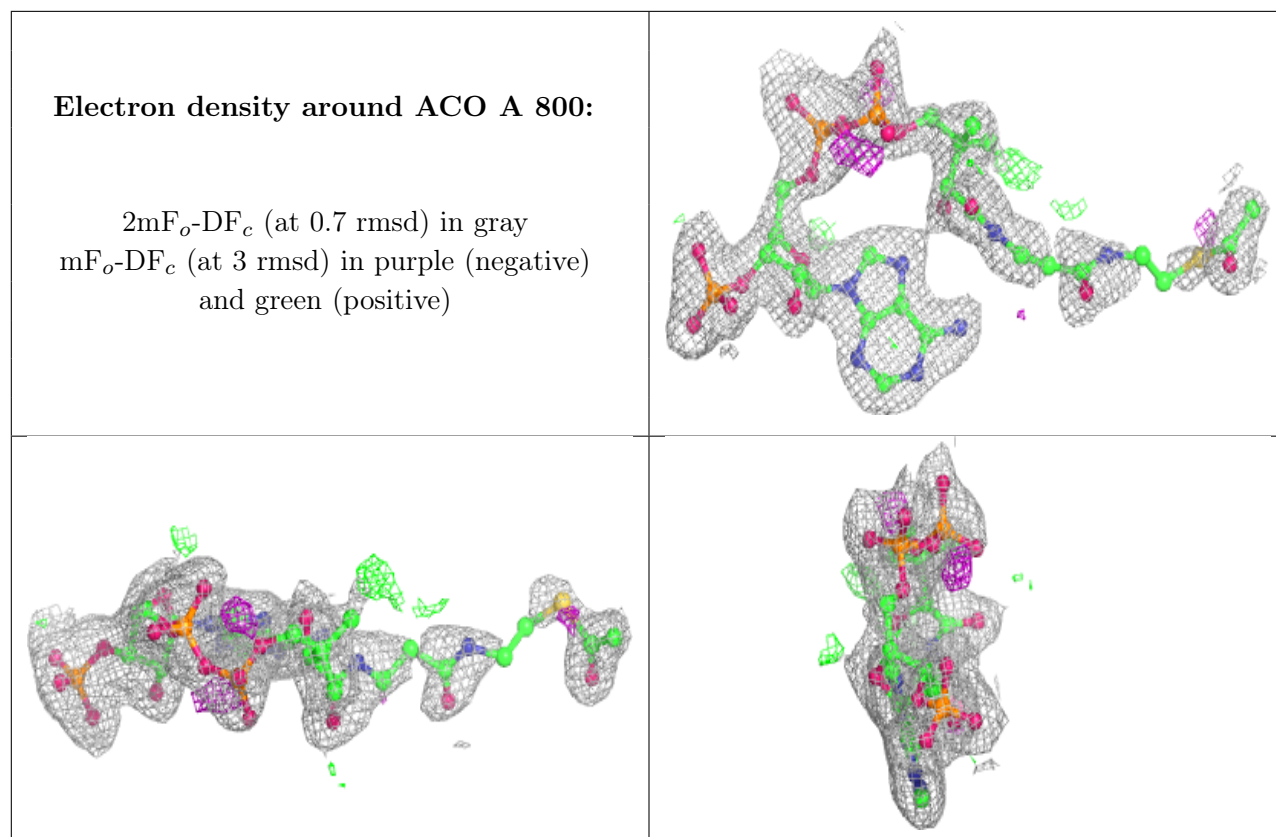 Electron density around ACO A 800:
2mFo-DFc (at 0.7 rmsd) in gray
mFo-DFc (at 3 rmsd) in purple (negative)
and green (positive)